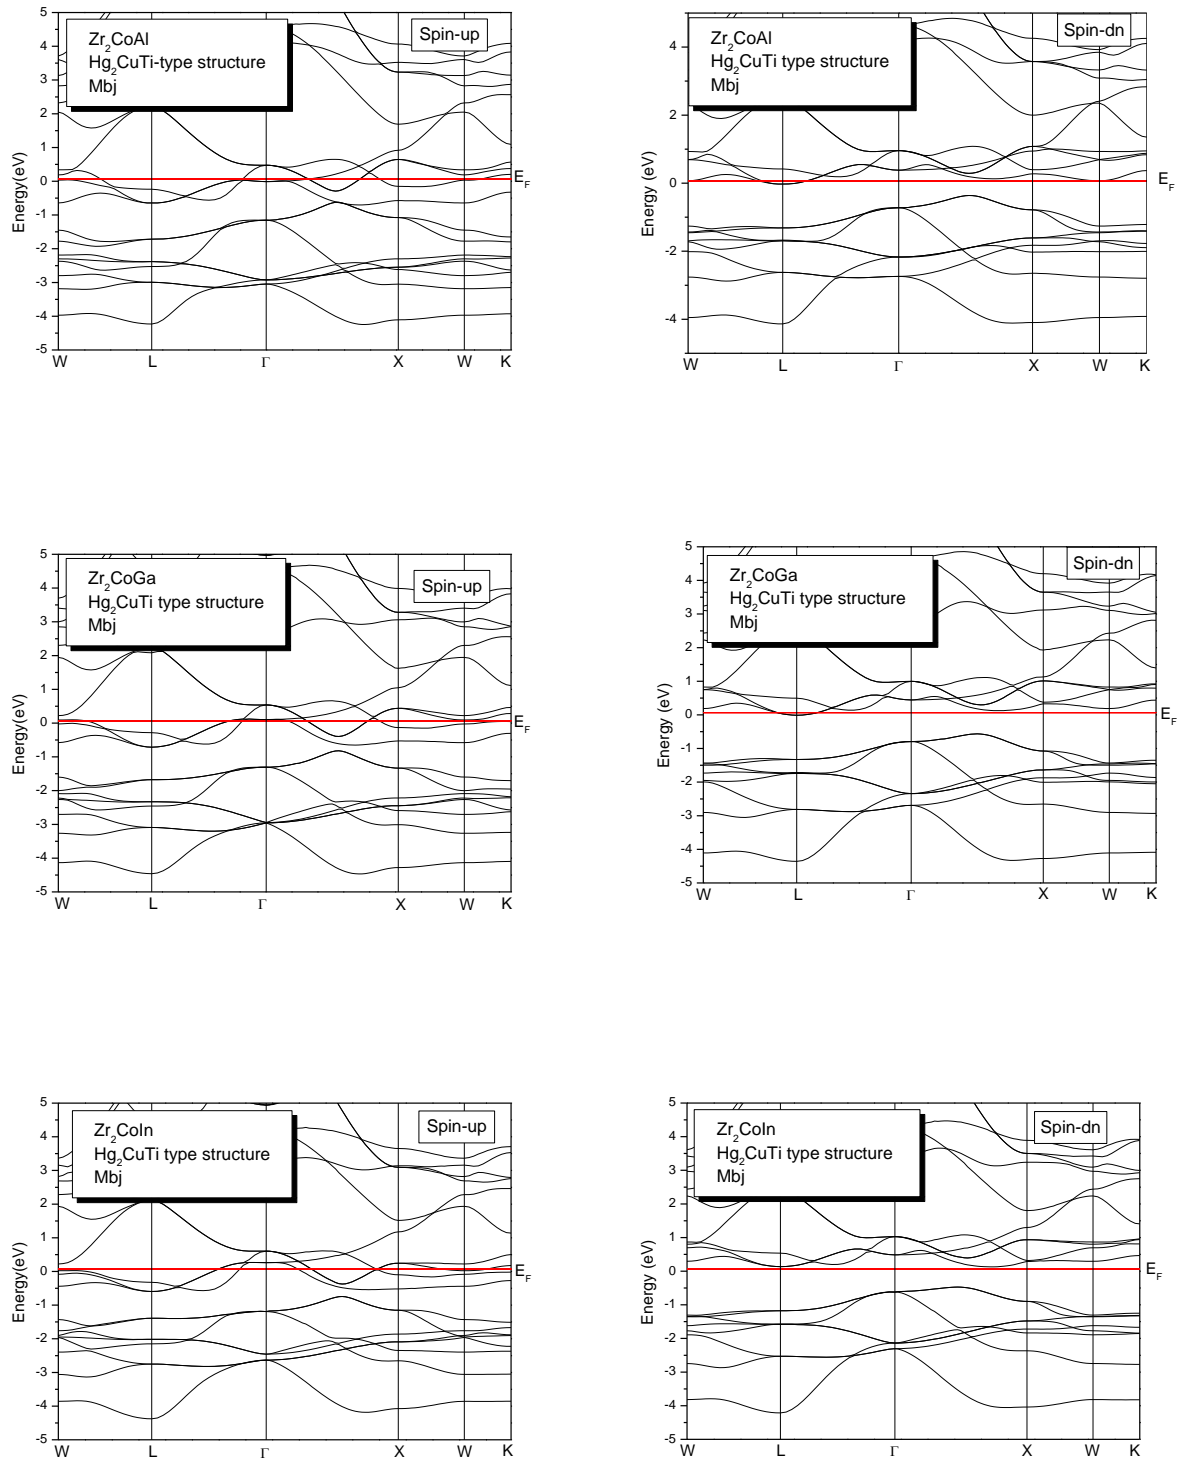 Zr2CoAl
Hg2CuTi-type structure
Mbj
Spin-up
Energy(eV)
5
4
3
2
1
0
-1
-2
-3
-4
-5
EF
W L Γ X W K
Zr2CoAl
Hg2CuTi type structure
Mbj
Spin-dn
Energy (eV)
4
2
0
-2
-4
EF
W L Γ X W K
Zr2CoGa
Hg2CuTi type structure
Mbj
Spin-up
Energy(eV)
5
4
3
2
1
0
-1
-2
-3
-4
-5
EF
W L Γ X W K
Zr2CoGa
Hg2CuTi type structure
Mbj
Spin-dn
Energy (eV)
5
4
3
2
1
0
-1
-2
-3
-4
-5
EF
W L Γ X W K
Zr2CoIn
Hg2CuTi type structure
Mbj
Spin-up
Energy(eV)
5
4
3
2
1
0
-1
-2
-3
-4
-5
EF
W L Γ X W K
Zr2CoIn
Hg2CuTi type structure
Mbj
Spin-dn
Energy (eV)
5
4
3
2
1
0
-1
-2
-3
-4
-5
EF
W L Γ X W K